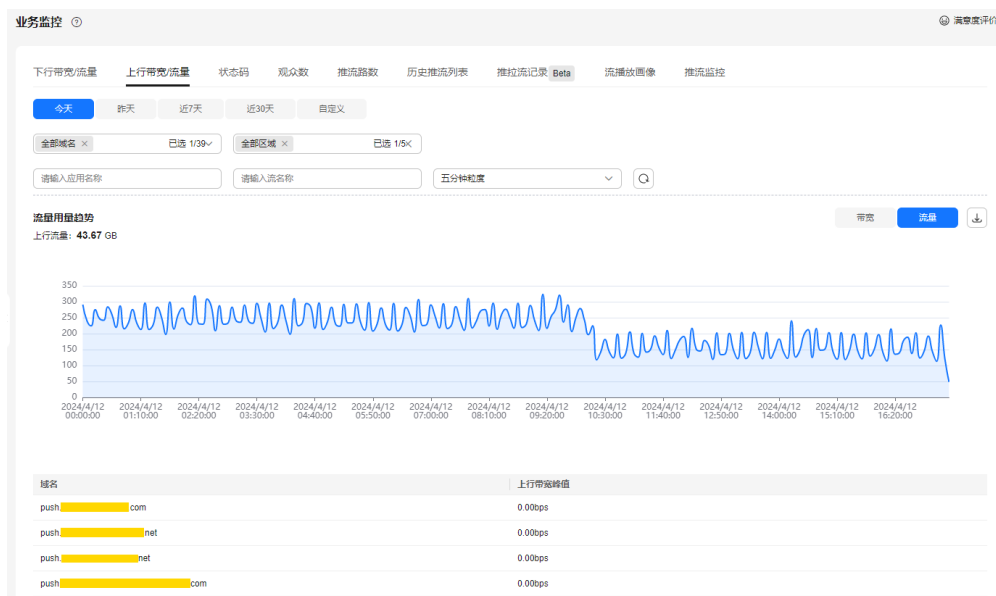 业务监控 ?
满意度评价
下行带宽/流量 上行带宽/流量 状态码 观众数 推流路数 历史推流列表 推拉流记录 Beta 流播放画像 推流监控
今天 昨天 近7天 近30天 自定义
全部域名 × 已选 1/39 全部区域 × 已选 1/5
请输入应用名称 请输入流名称 五分钟粒度
流量用量趋势 带宽 流量
上行流量: 43.67 GB
350
300
250
200
150
100
50
0
2024/4/12 2024/4/12 2024/4/12 2024/4/12 2024/4/12 2024/4/12 2024/4/12 2024/4/12 2024/4/12 2024/4/12 2024/4/12 2024/4/12 2024/4/12 2024/4/12 2024/4/12
00:00:00 01:10:00 02:20:00 03:30:00 04:40:00 05:50:00 07:00:00 08:10:00 09:20:00 10:30:00 11:40:00 12:50:00 14:00:00 15:10:00 16:20:00
域名 上行带宽峰值
push. com 0.00bps
push. net 0.00bps
push. net 0.00bps
push. com 0.00bps